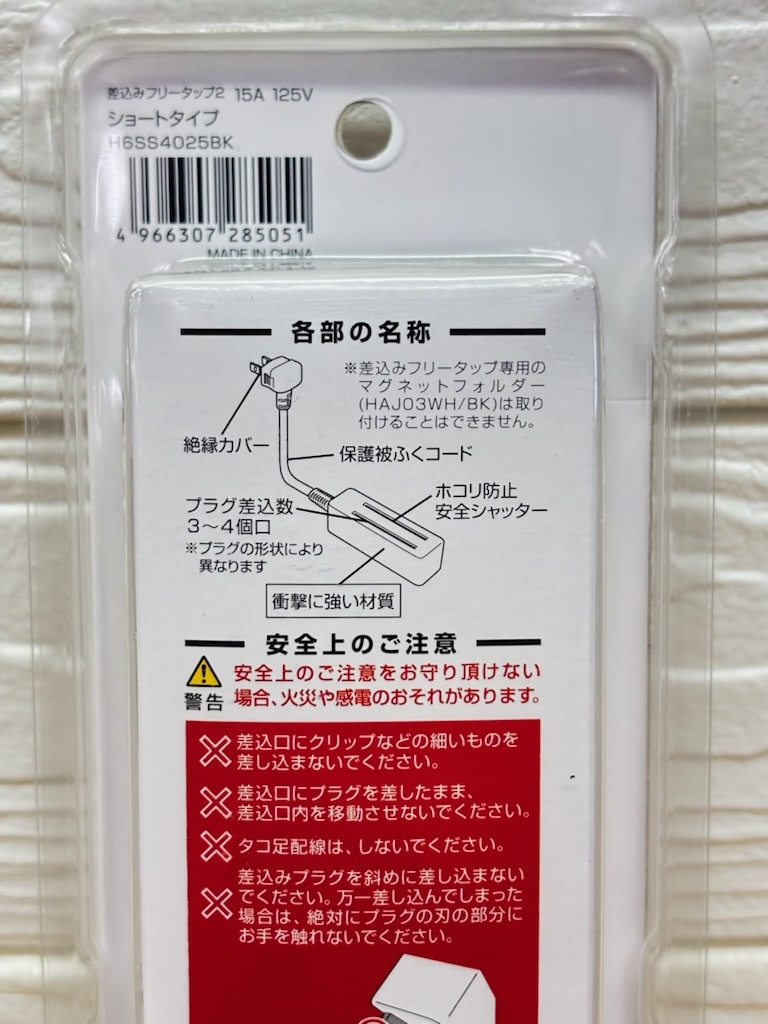 差込みフリータップ2 15A 125V
ショートタイプ
H6SS4025BK
4 966307 285051
MADE IN CHINA
各部の名称
※差込みフリータップ専用の
マグネットフォルダー
(HAJ03WH/BK)は取り
付けることはできません。
絶縁カバー
保護被ふくコード
ホコリ防止
安全シャッター
プラグ差込数
3〜4個口
※プラグの形状により
異なります
衝撃に強い材質
安全上のご注意
警告
安全上のご注意をお守り頂けない
場合、火災や感電のおそれがあります。
差込口にクリップなどの細いものを
差し込まないでください。
差込口にプラグを差したまま、
差込口内を移動させないでください。
タコ足配線は、しないでください。
差込みプラグを斜めに差し込まない
でください。万一差し込んでしまった
場合は、絶対にプラグの刃の部分に
お手を触れないでください。